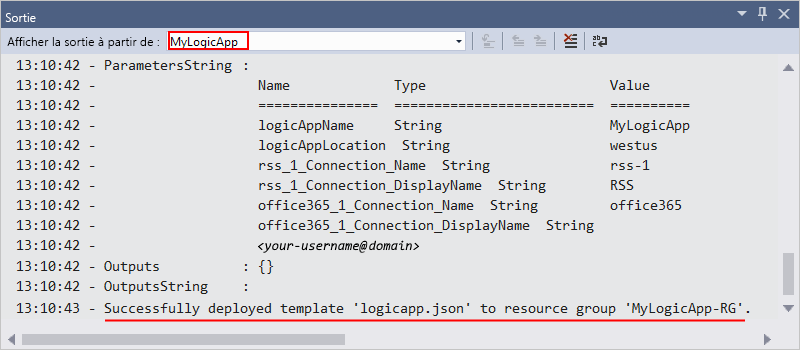 Sortie
Afficher la sortie à partir de : MyLogicApp
13:10:42 - ParametersString :
13:10:42 - Name Type Value
13:10:42 - =============== ========================= ==========
13:10:42 - logicAppName String MyLogicApp
13:10:42 - logicAppLocation String westus
13:10:42 - rss_1_Connection_Name String rss-1
13:10:42 - rss_1_Connection_DisplayName String RSS
13:10:42 - office365_1_Connection_Name String office365
13:10:42 - office365_1_Connection_DisplayName String
13:10:42 - <your-username@domain>
13:10:42 - Outputs : {}
13:10:42 - OutputsString :
13:10:43 - Successfully deployed template 'logicapp.json' to resource group 'MyLogicApp-RG'.